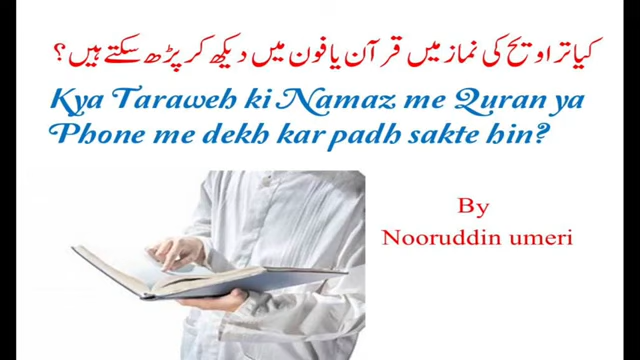 کیا تراویح کی نماز میں قرآن یا فون میں دیکھ کر پڑھ سکتے ہیں؟
Kya Taraweh ki Namaz me Quran ya
Phone me dekh kar padh sakte hin?
By
Nooruddin umeri